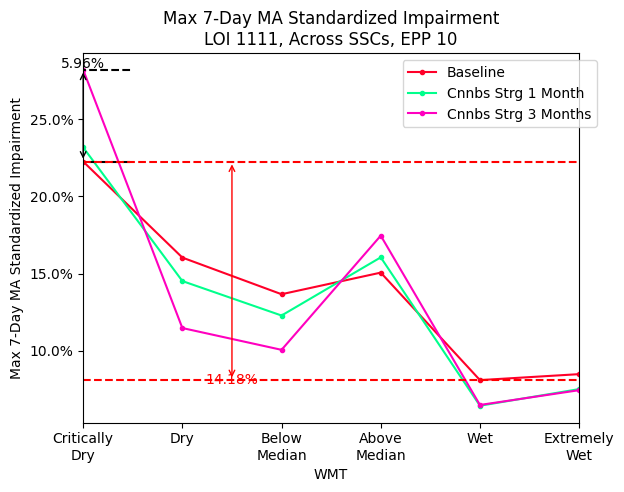 Max 7-Day MA Standardized Impairment
LOI 1111, Across SSCs, EPP 10
5.96%
Baseline
Cnnbs Strg 1 Month
Cnnbs Strg 3 Months
Max 7-Day MA Standardized Impairment
25.0%
20.0%
15.0%
10.0%
14.18%
Critically
Dry
Dry
Below
Median
Above
Median
Wet
Extremely
Wet
WMT